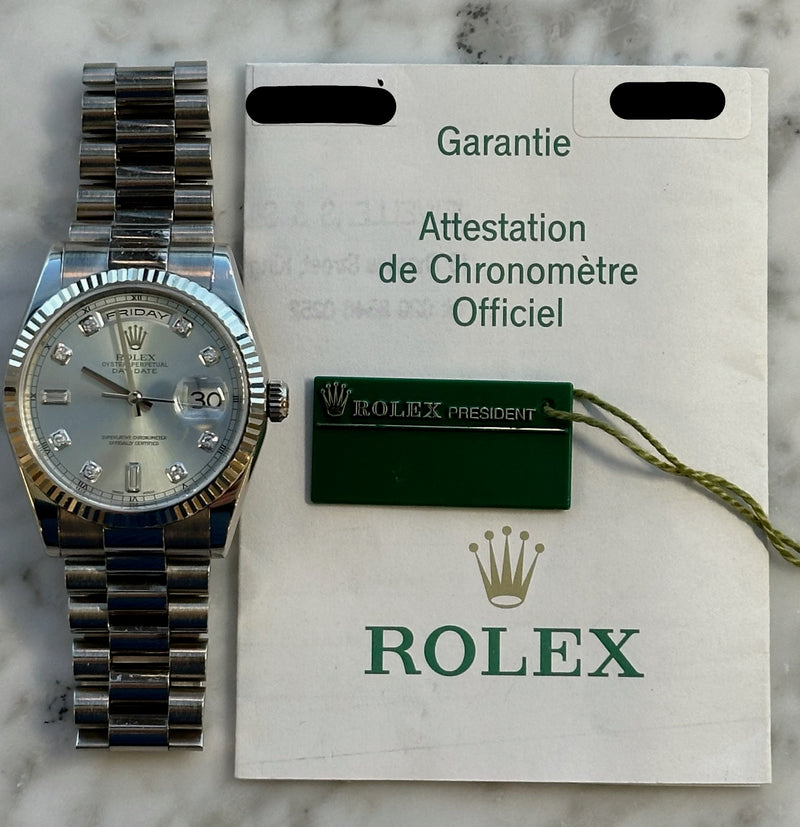 FRIDAY
ROLEX
OYSTER PERPETUAL
DAY-DATE
30
SUPERLATIVE CHRONOMETER
OFFICIALLY CERTIFIED
Garantie
Attestation
de Chronomètre
Officiel
ROLEX PRESIDENT
ROLEX